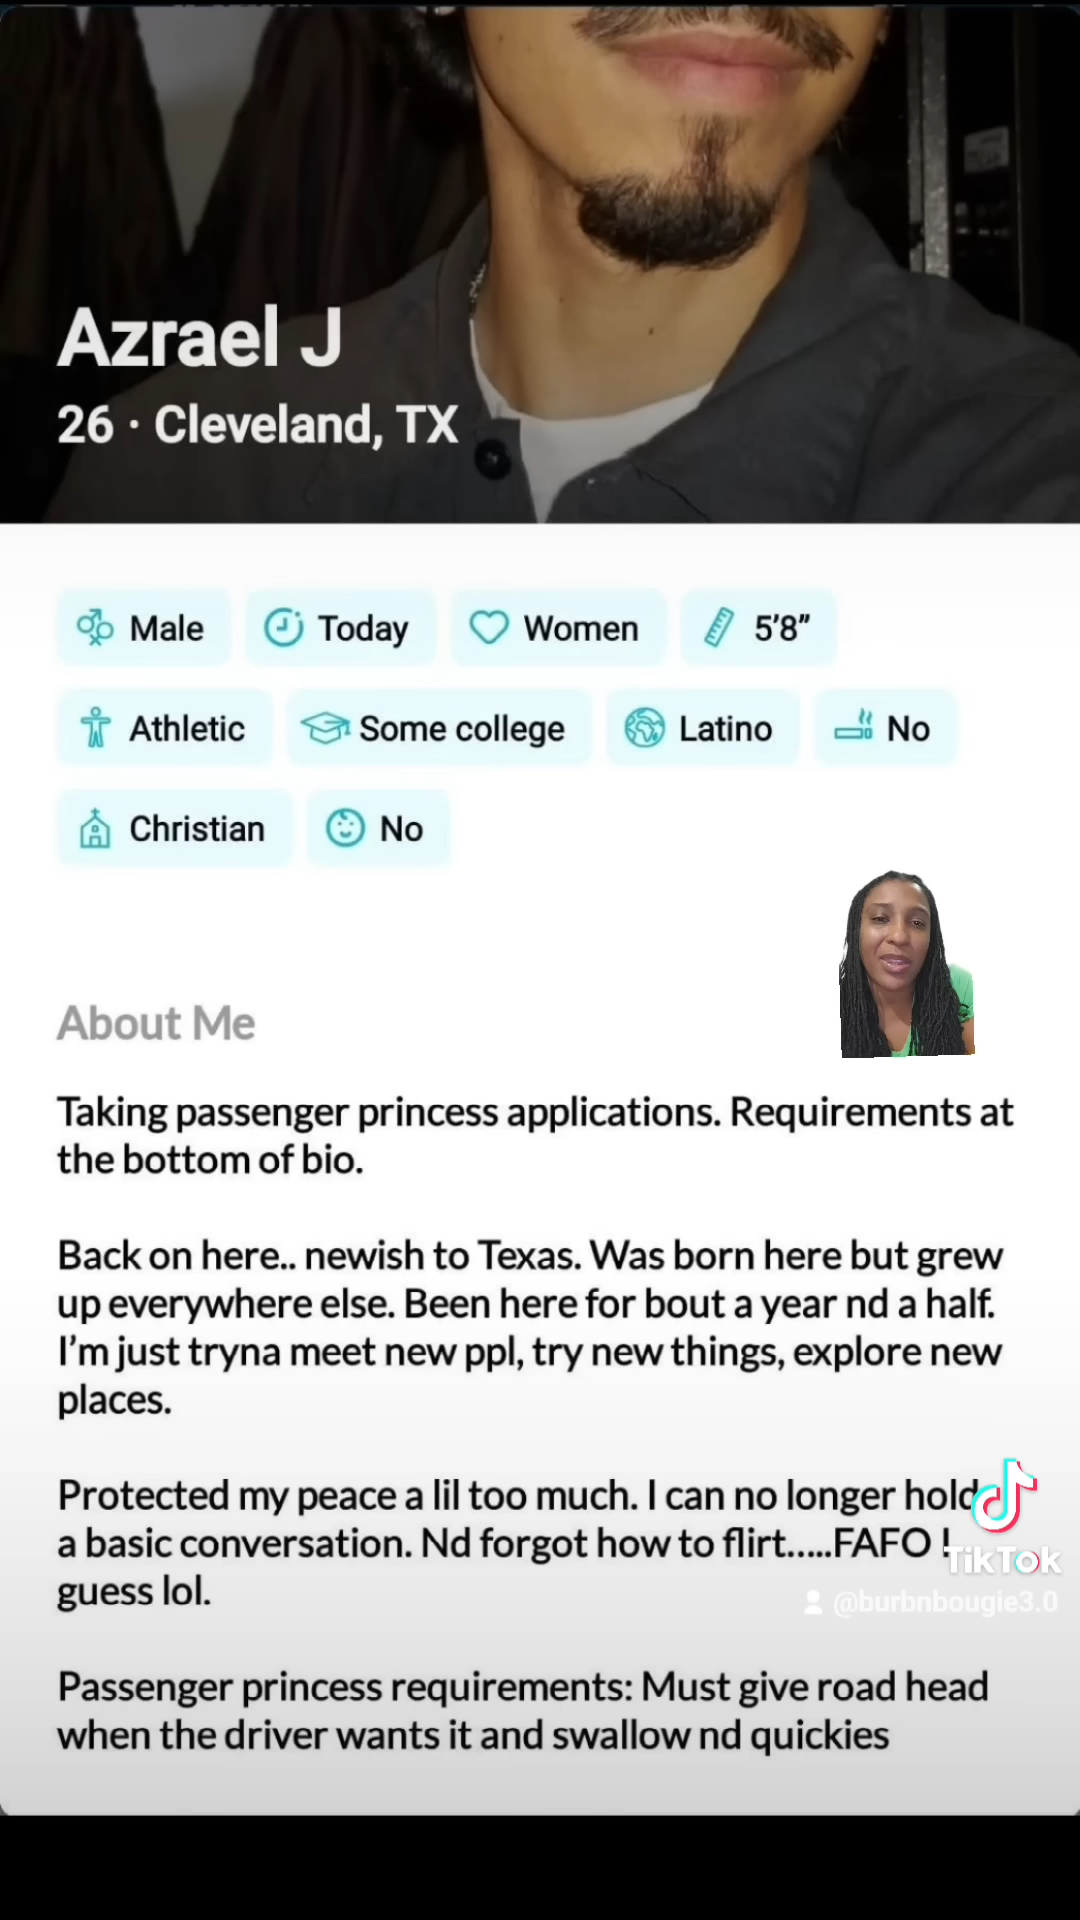 Azrael J
26 · Cleveland, TX
Male
Today
Women
5’8”
Athletic
Some college
Latino
No
Christian
No
About Me
Taking passenger princess applications. Requirements at
the bottom of bio.
Back on here.. newish to Texas. Was born here but grew
up everywhere else. Been here for bout a year nd a half.
I’m just tryna meet new ppl, try new things, explore new
places.
Protected my peace a lil too much. I can no longer hold
a basic conversation. Nd forgot how to flirt.....FAFO I
guess lol.
TikTok
@burbnbougie3.0
Passenger princess requirements: Must give road head
when the driver wants it and swallow nd quickies